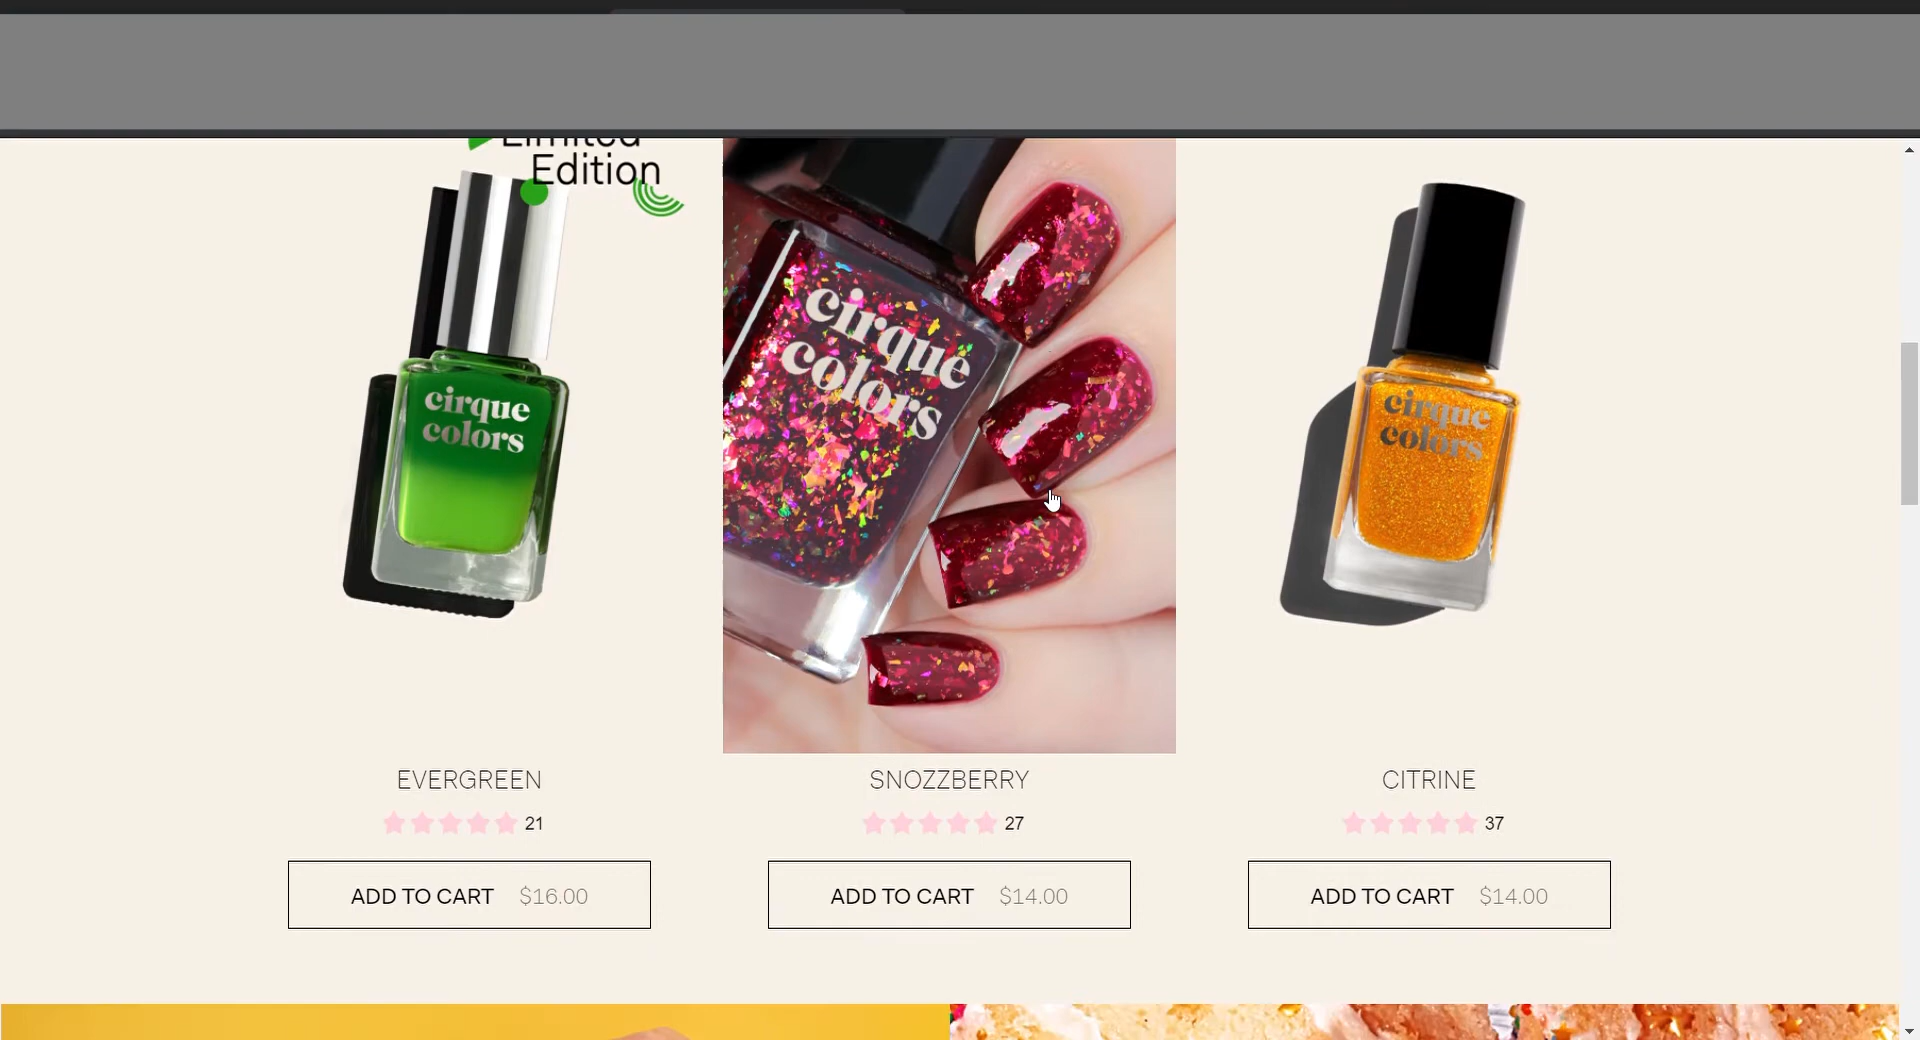 Limited
Edition
cirque
colors
cirque
colors
cirque
colors
EVERGREEN
21
ADD TO CART $16.00
SNOZZBERRY
27
ADD TO CART $14.00
CITRINE
37
ADD TO CART $14.00